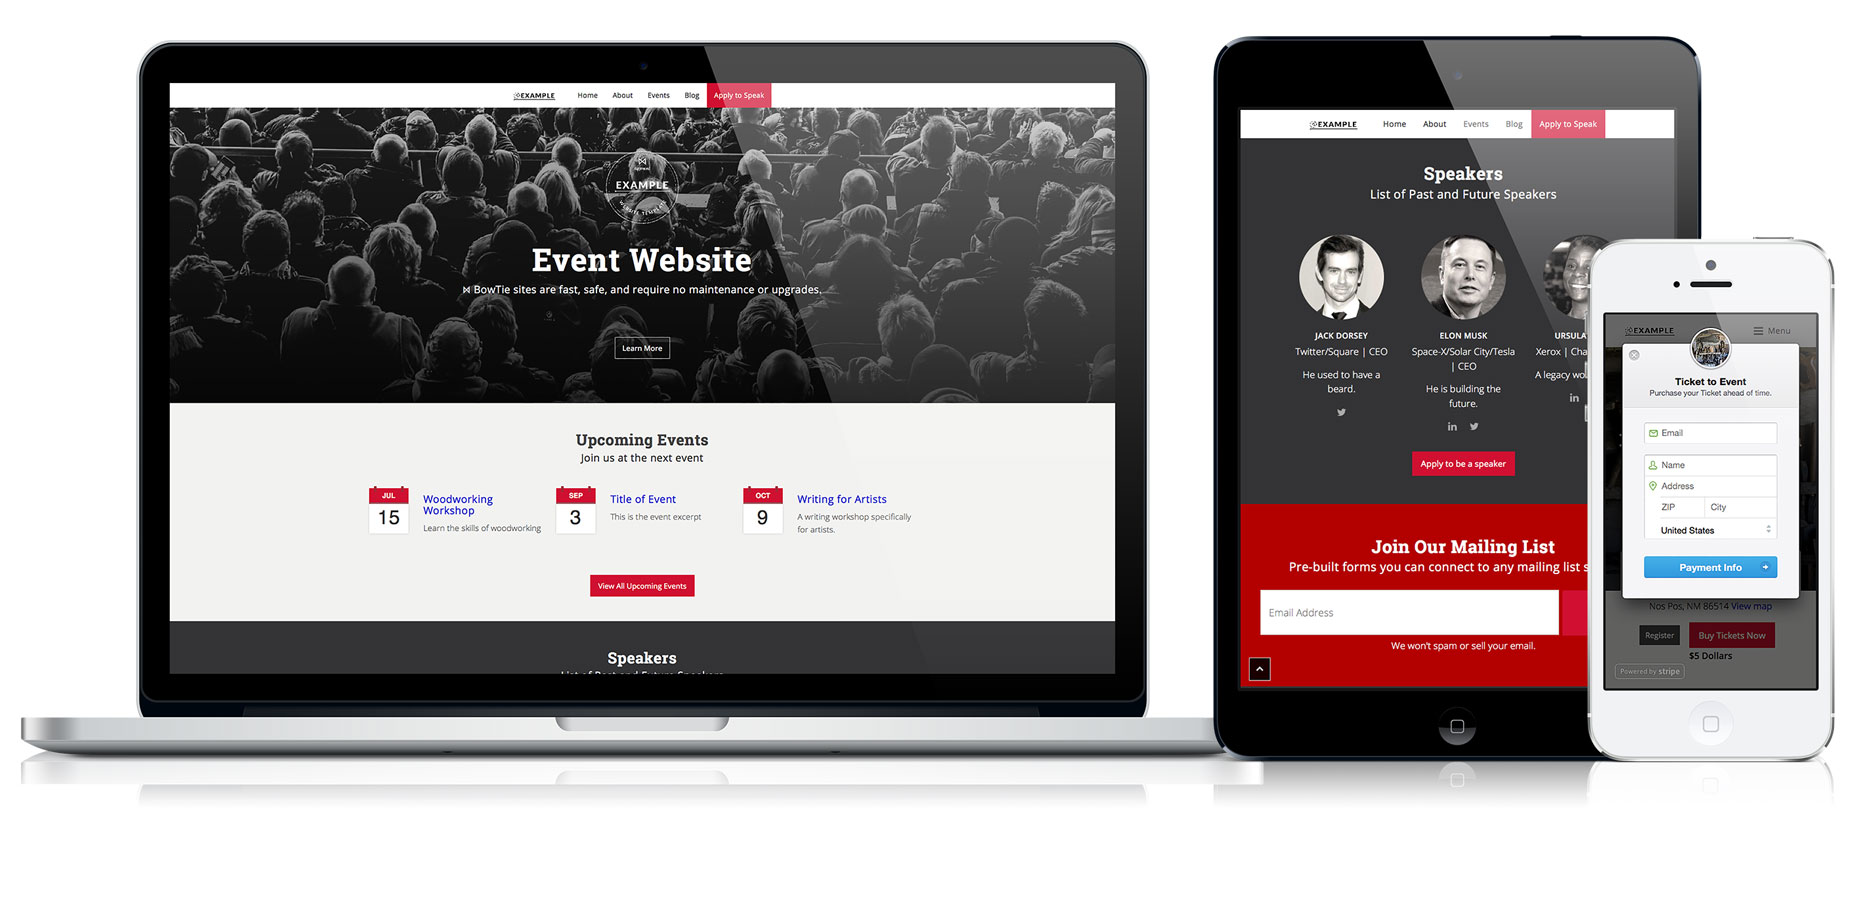 EXAMPLE Home About Events Blog Apply to Speak
EXAMPLE
WEBSITE TEMPLATE
Event Website
BowTie sites are fast, safe, and require no maintenance or upgrades.
Learn More
Upcoming Events
Join us at the next event
JUL
15
Woodworking
Workshop
Learn the skills of woodworking
SEP
3
Title of Event
This is the event excerpt
OCT
9
Writing for Artists
A writing workshop specifically
for artists.
View All Upcoming Events
Speakers
List of Past and Future Speakers
EXAMPLE Home About Events Blog Apply to Speak
Speakers
List of Past and Future Speakers
JACK DORSEY
Twitter/Square | CEO
He used to have a
beard.
ELON MUSK
Space-X/Solar City/Tesla
| CEO
He is building the
future.
URSULA
Xerox | Cha
A legacy wo
Apply to be a speaker
Join Our Mailing List
Pre-built forms you can connect to any mailing list s
Email Address
We won't spam or sell your email.
EXAMPLE Menu
Ticket to Event
Purchase your Ticket ahead of time.
Email
Name
Address
ZIP City
United States
Payment Info
Nos Pos, NM 86514 View map
Register Buy Tickets Now
$5 Dollars
Powered by stripe